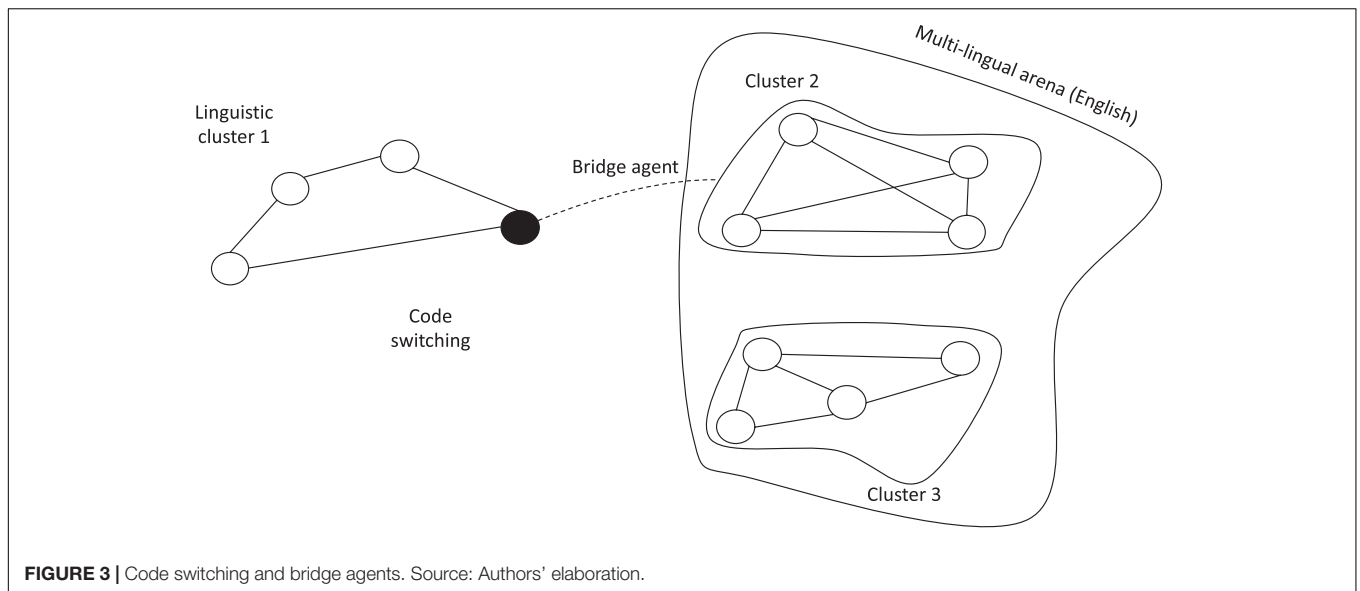 Multi-lingual arena (English)
Cluster 2
Linguistic
cluster 1
Bridge agent
Code
switching
Cluster 3
FIGURE 3 | Code switching and bridge agents. Source: Authors' elaboration.